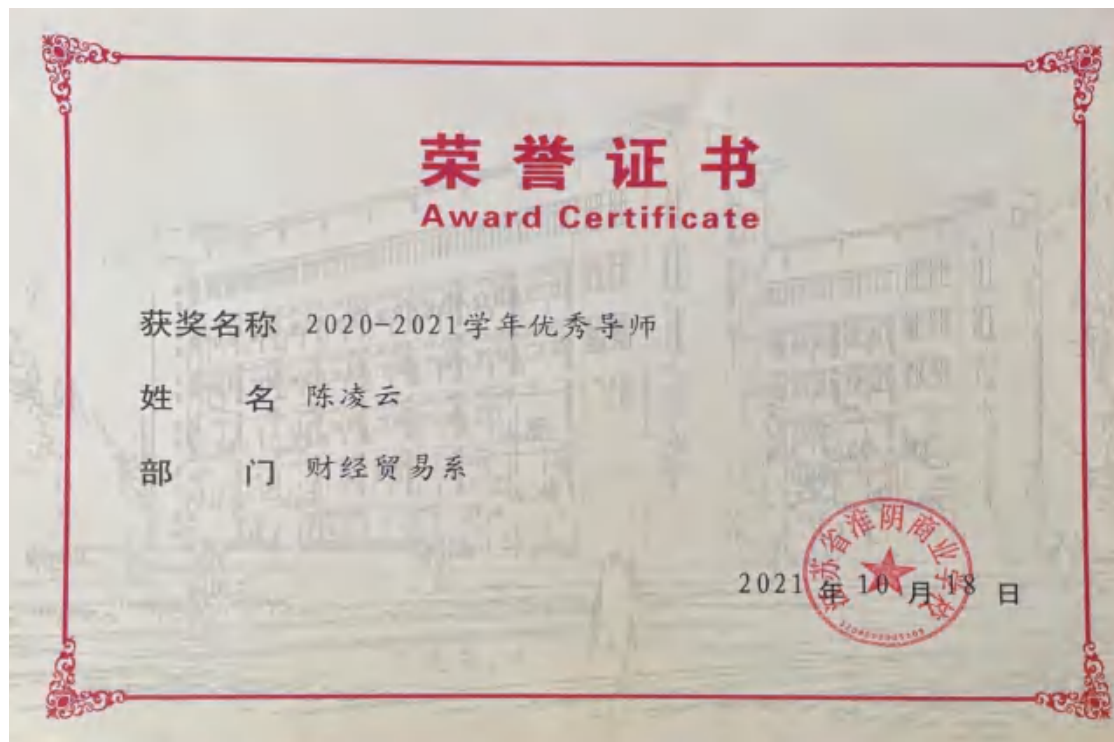 荣誉证书
Award Certificate
获奖名称 2020-2021学年优秀导师
姓 名 陈凌云
部 门 财经贸易系
江苏省淮阴商业学校
2021 年 10 月 18 日